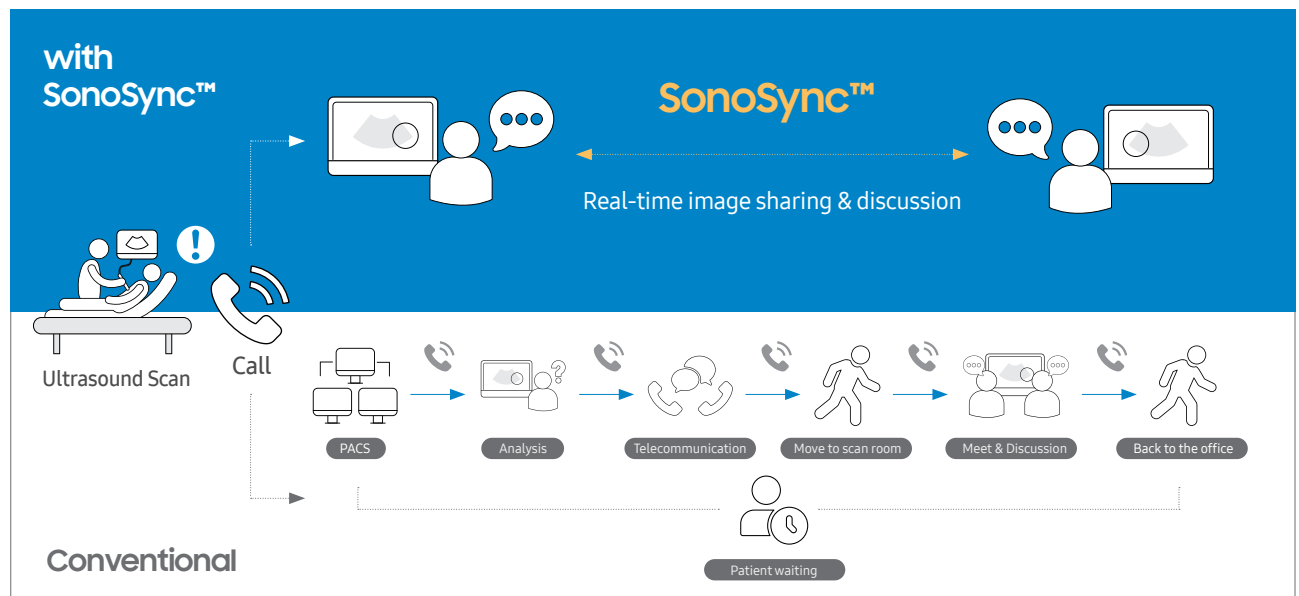 with
SonoSync™
SonoSync™
Real-time image sharing & discussion
Ultrasound Scan
Call
PACS
Analysis
Telecommunication
Move to scan room
Meet & Discussion
Back to the office
Patient waiting
Conventional